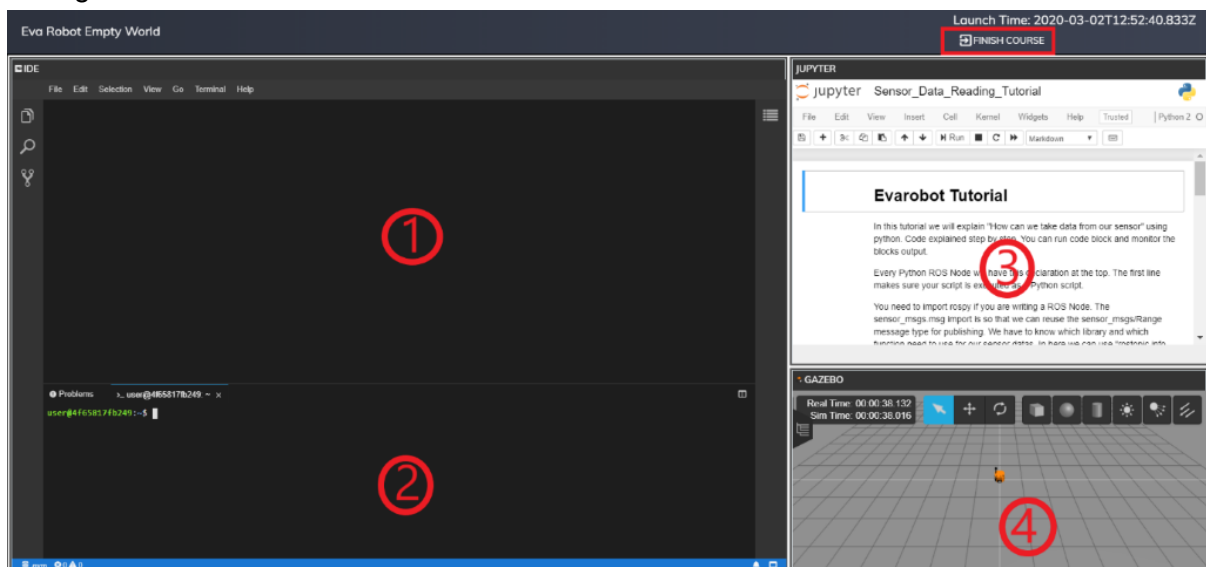 Eva Robot Empty World
Launch Time: 2020-03-02T12:52:40.833Z
FINISH COURSE
IDE
File Edit Selection View Go Terminal Help
1
Problems >_ user@4f65817fb249: ~ ×
user@4f65817fb249:~$
2
JUPYTER
jupyter Sensor_Data_Reading_Tutorial
File Edit View Insert Cell Kernel Widgets Help Trusted Python 2
Run Markdown
Evarobot Tutorial
In this tutorial we will explain "How can we take data from our sensor" using
python. Code explained step by step. You can run code block and monitor the
blocks output.
Every Python ROS Node will have this declaration at the top. The first line
makes sure your script is executed as a Python script.
You need to import rospy if you are writing a ROS Node. The
sensor_msgs.msg import is so that we can reuse the sensor_msgs/Range
message type for publishing. We have to know which library and which
function need to use for our sensor datas. In here we can use "rostopic info
3
GAZEBO
Real Time: 00:00:38.132
Sim Time: 00:00:38.016
4